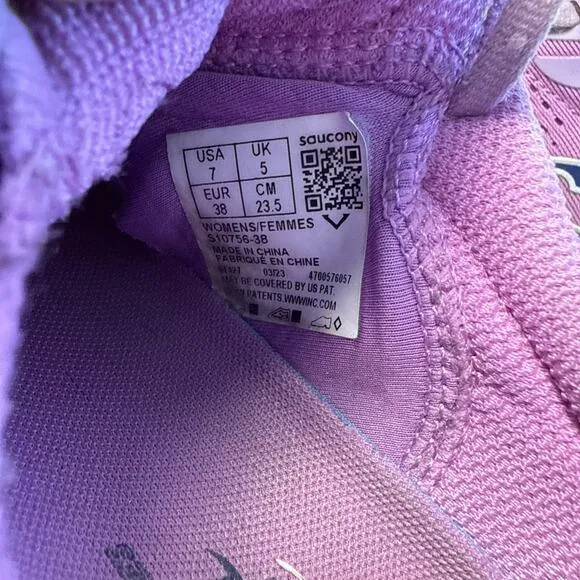 saucony
USA UK
7 5
EUR CM
38 23.5
WOMENS/FEMMES
S10756-38
MADE IN CHINA
FABRIQUÉ EN CHINE
03/23 4700576057
MAY BE COVERED BY US PAT.
PATENTS.WWWINC.COM